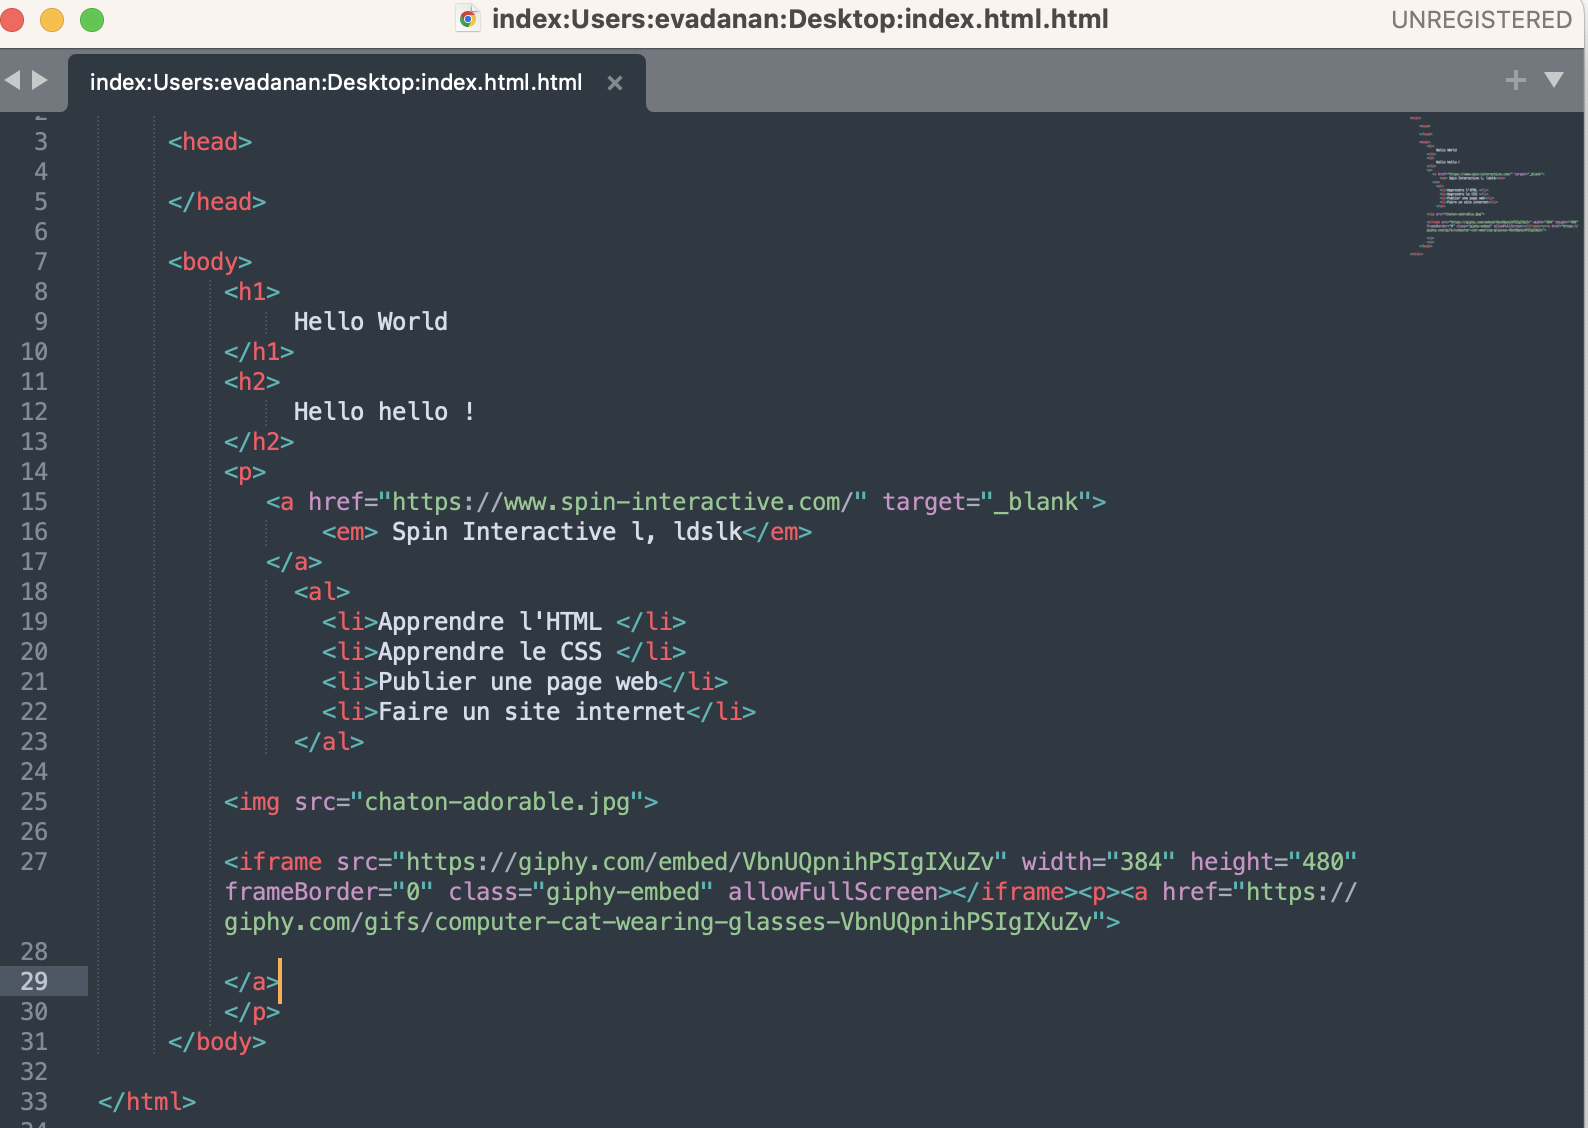 index:Users:evadanan:Desktop:index.html.html
UNREGISTERED
index:Users:evadanan:Desktop:index.html.html ×
3 <head>
4
5 </head>
6
7 <body>
8 <h1>
9 Hello World
10 </h1>
11 <h2>
12 Hello hello !
13 </h2>
14 <p>
15 <a href="https://www.spin-interactive.com/" target="_blank">
16 <em> Spin Interactive l, ldslk</em>
17 </a>
18 <al>
19 <li>Apprendre l'HTML </li>
20 <li>Apprendre le CSS </li>
21 <li>Publier une page web</li>
22 <li>Faire un site internet</li>
23 </al>
24
25 <img src="chaton-adorable.jpg">
26
27 <iframe src="https://giphy.com/embed/VbnUQpnihPSIgIXuZv" width="384" height="480"
frameBorder="0" class="giphy-embed" allowFullScreen></iframe><p><a href="https://
giphy.com/gifs/computer-cat-wearing-glasses-VbnUQpnihPSIgIXuZv">
28
29 </a>
30 </p>
31 </body>
32
33 </html>